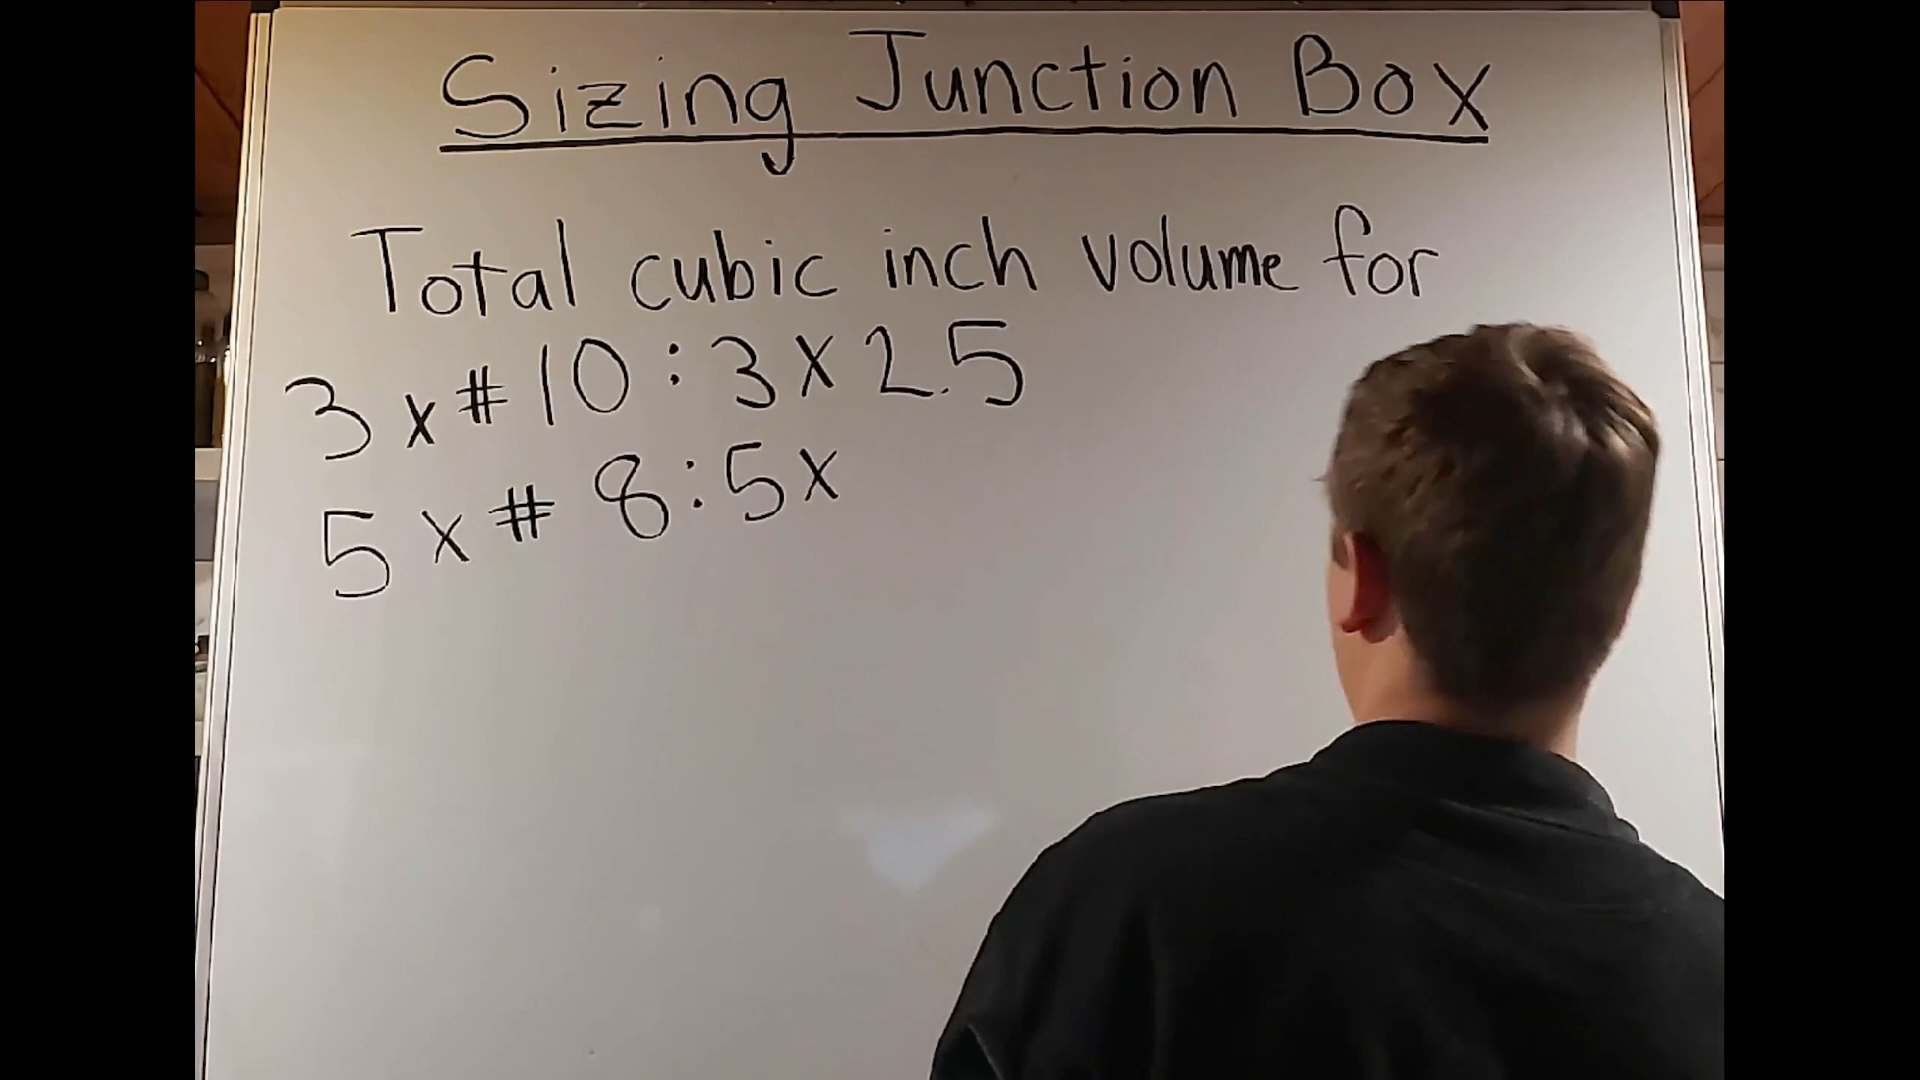 Sizing Junction Box
Total cubic inch volume for
3 x # 10 : 3 x 2.5
5 x # 8 : 5 x